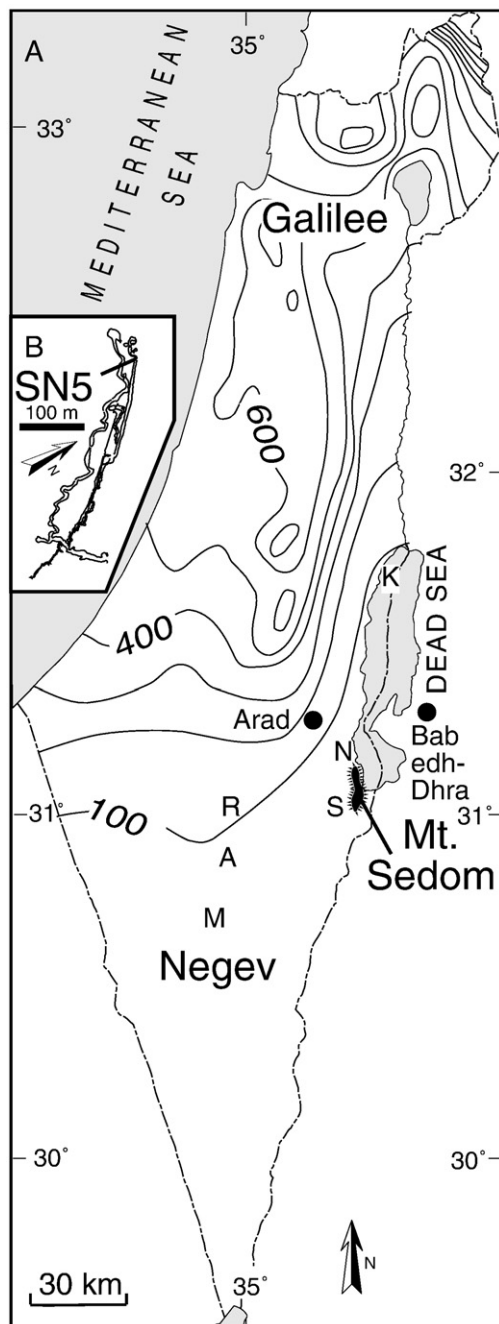 A
35°
33°
MEDITERRANEAN
SEA
Galilee
B
SN5
100 m
N
600
32°
K
DEAD SEA
400
Arad
Bab
edh-
Dhra
N
R
S
31°
100
31°
A
Mt.
Sedom
M
Negev
30°
30°
N
30 km
35°